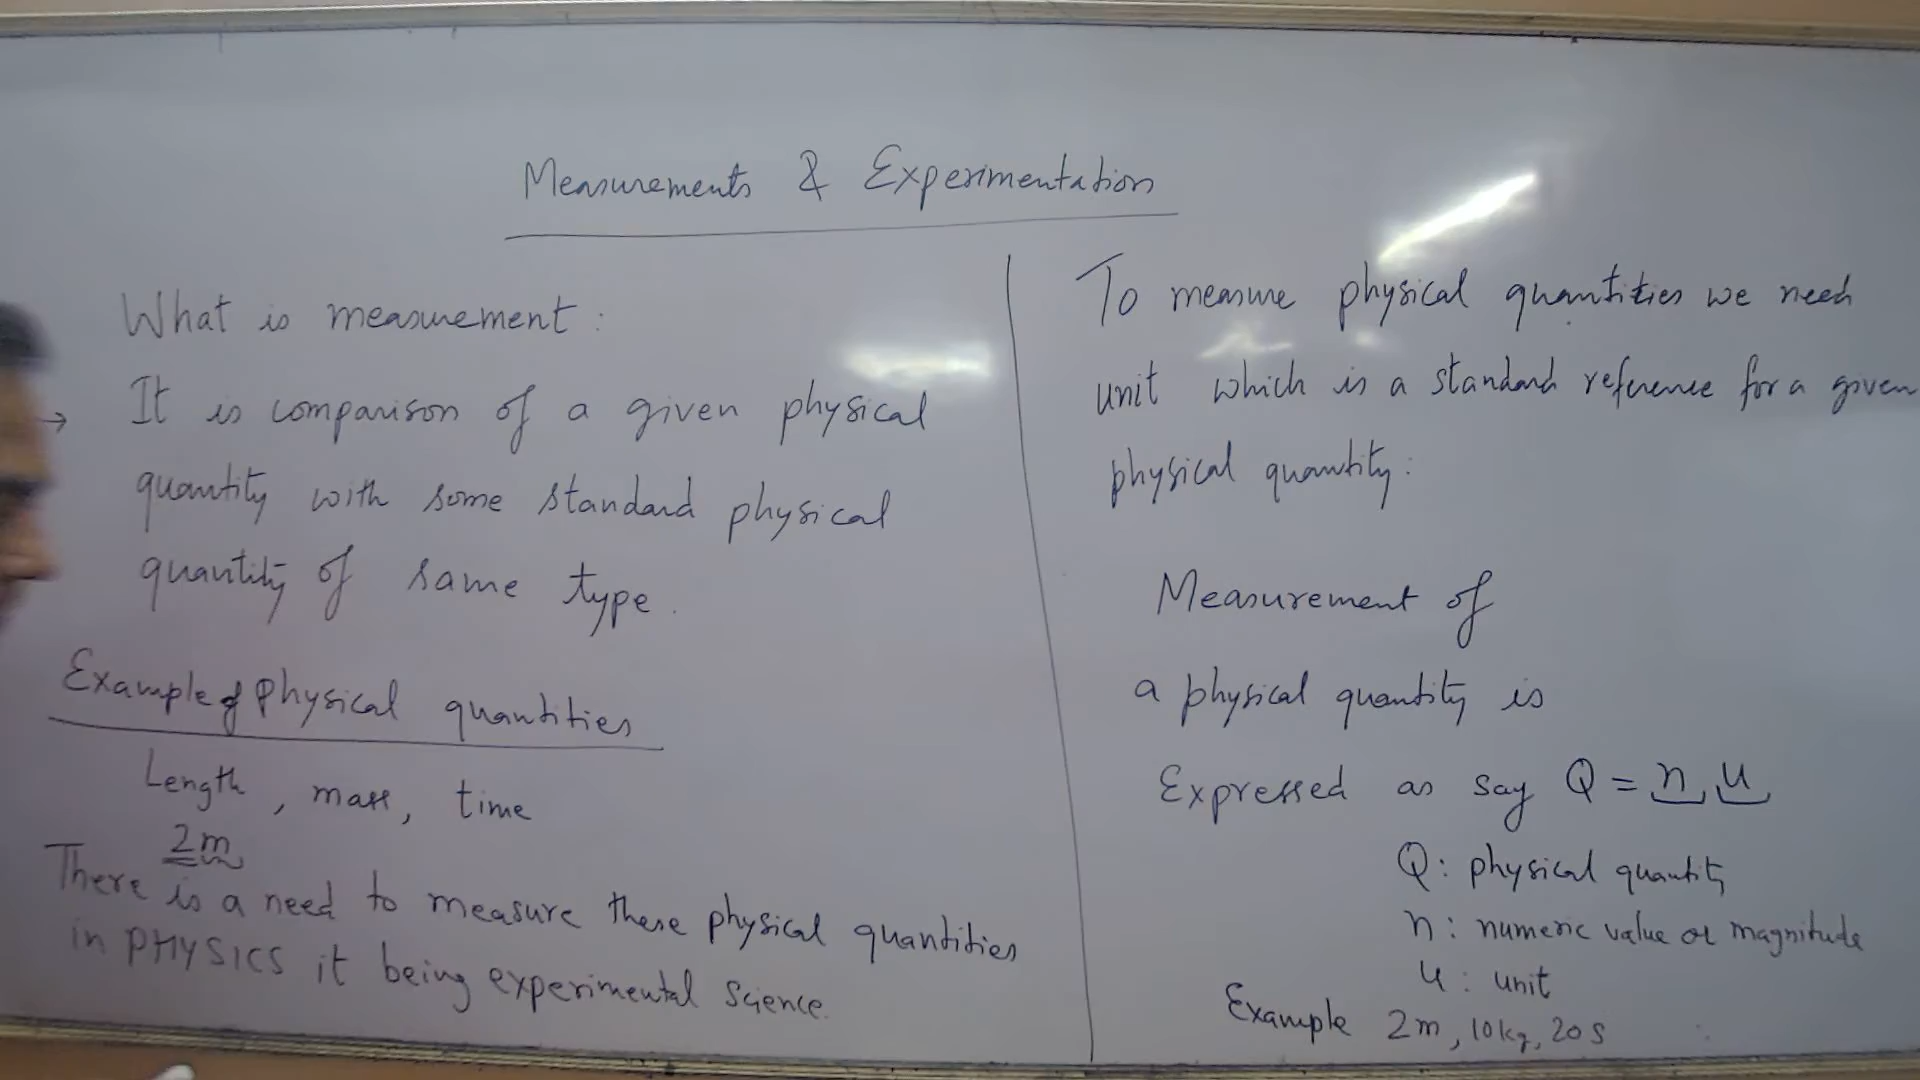 Measurements & Experimentation
What is measurement:
→ It is comparison of a given physical
quantity with some standard physical
quantity of same type.
Example of Physical quantities
Length, mass, time
2m
There is a need to measure these physical quantities
in PHYSICS it being experimental science.
To measure physical quantities we need
unit which is a standard reference for a given
physical quantity:
Measurement of
a physical quantity is
Expressed as say Q = n u
Q: physical quantity
n: numeric value or magnitude
u: unit
Example 2m, 10kg, 20s